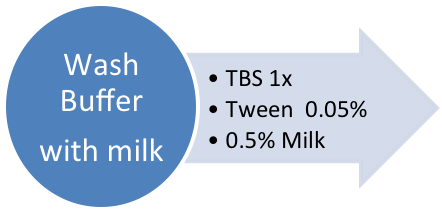 Wash
Buffer
with milk
• TBS 1x
• Tween  0.05%
• 0.5% Milk